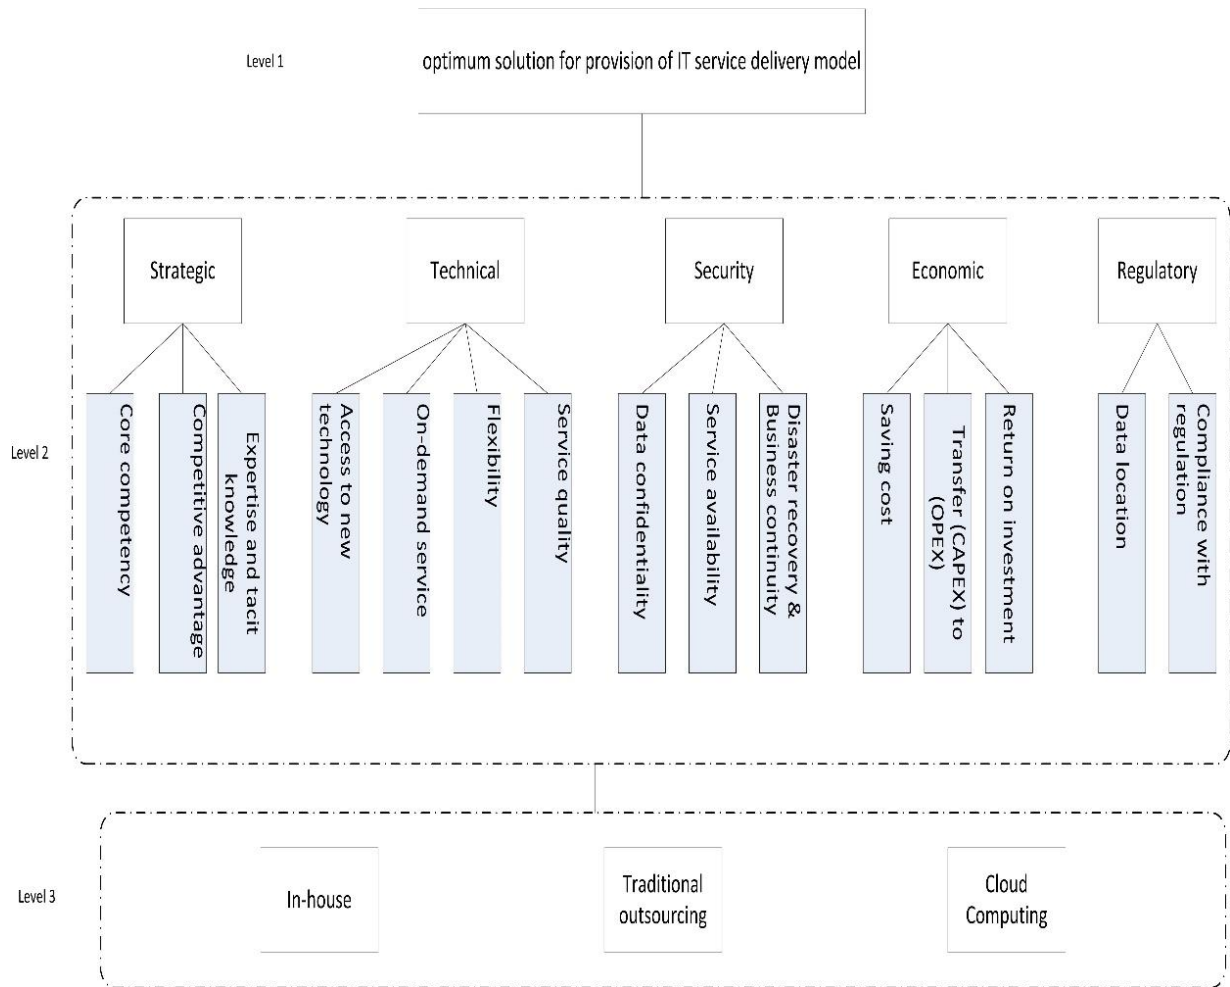 Level 1
optimum solution for provision of IT service delivery model
Strategic
Technical
Security
Economic
Regulatory
Level 2
Core competency
Competitive advantage
Expertise and tacit
knowledge
Access to new
technology
On-demand service
Flexibility
Service quality
Data confidentiality
Service availability
Disaster recovery &
Business continuity
Saving cost
Transfer (CAPEX) to
(OPEX)
Return on investment
Data location
Compliance with
regulation
Level 3
In-house
Traditional
outsourcing
Cloud
Computing